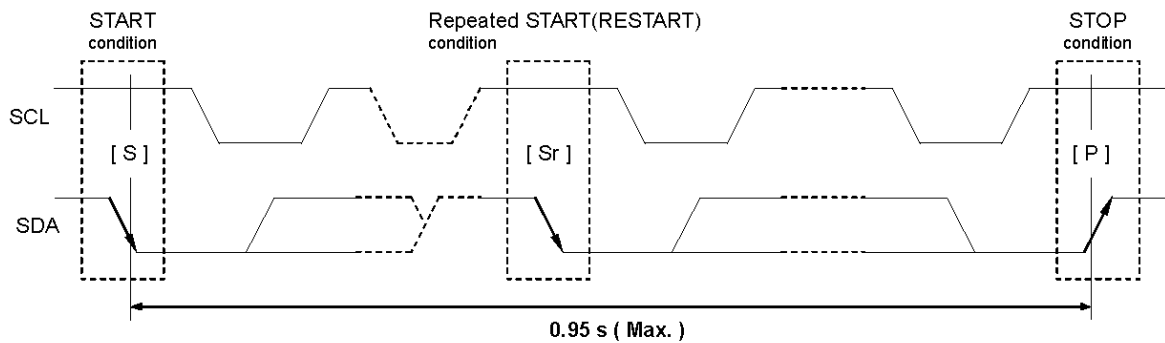 START
condition
Repeated START(RESTART)
condition
STOP
condition
SCL
[ S ]
[ Sr ]
[ P ]
SDA
0.95 s ( Max. )